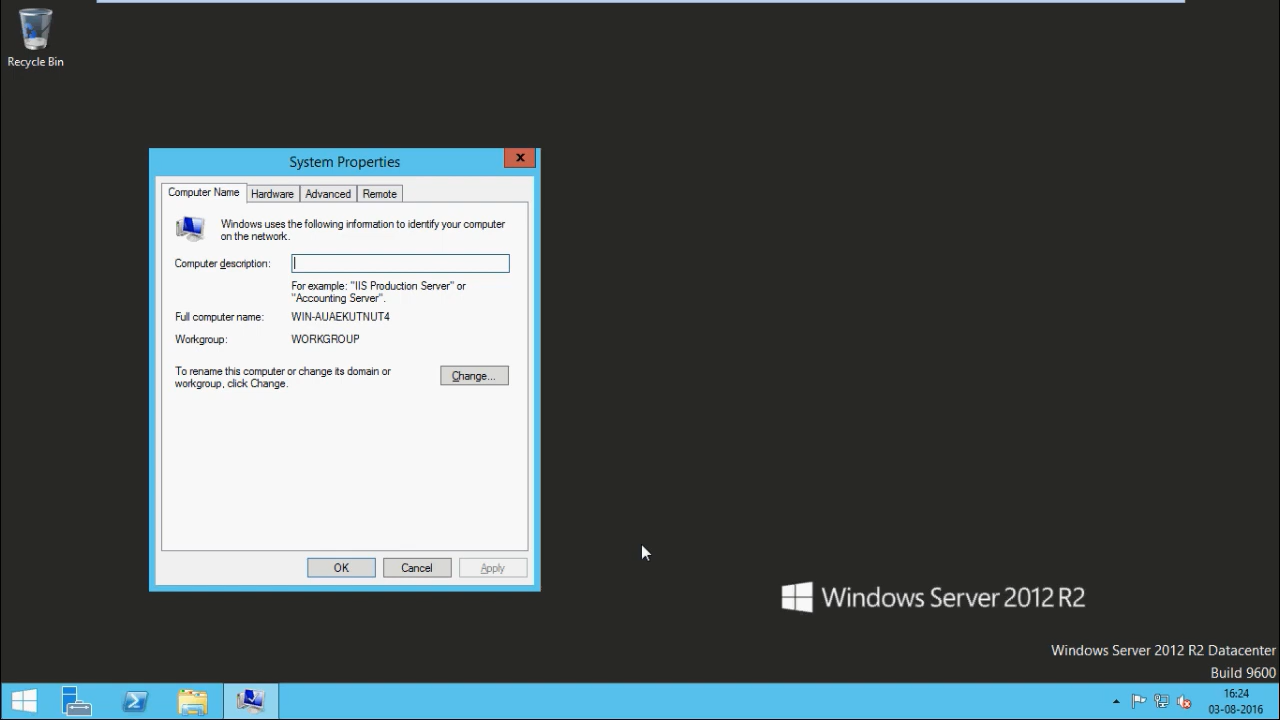 Recycle Bin
System Properties
Computer Name
Hardware
Advanced
Remote
Windows uses the following information to identify your computer
on the network.
Computer description:
For example: "IIS Production Server" or
"Accounting Server".
Full computer name: WIN-AUAEKUTNUT4
Workgroup: WORKGROUP
To rename this computer or change its domain or
workgroup, click Change.
Change...
OK
Cancel
Apply
Windows Server 2012 R2
Windows Server 2012 R2 Datacenter
Build 9600
16:24
03-08-2016